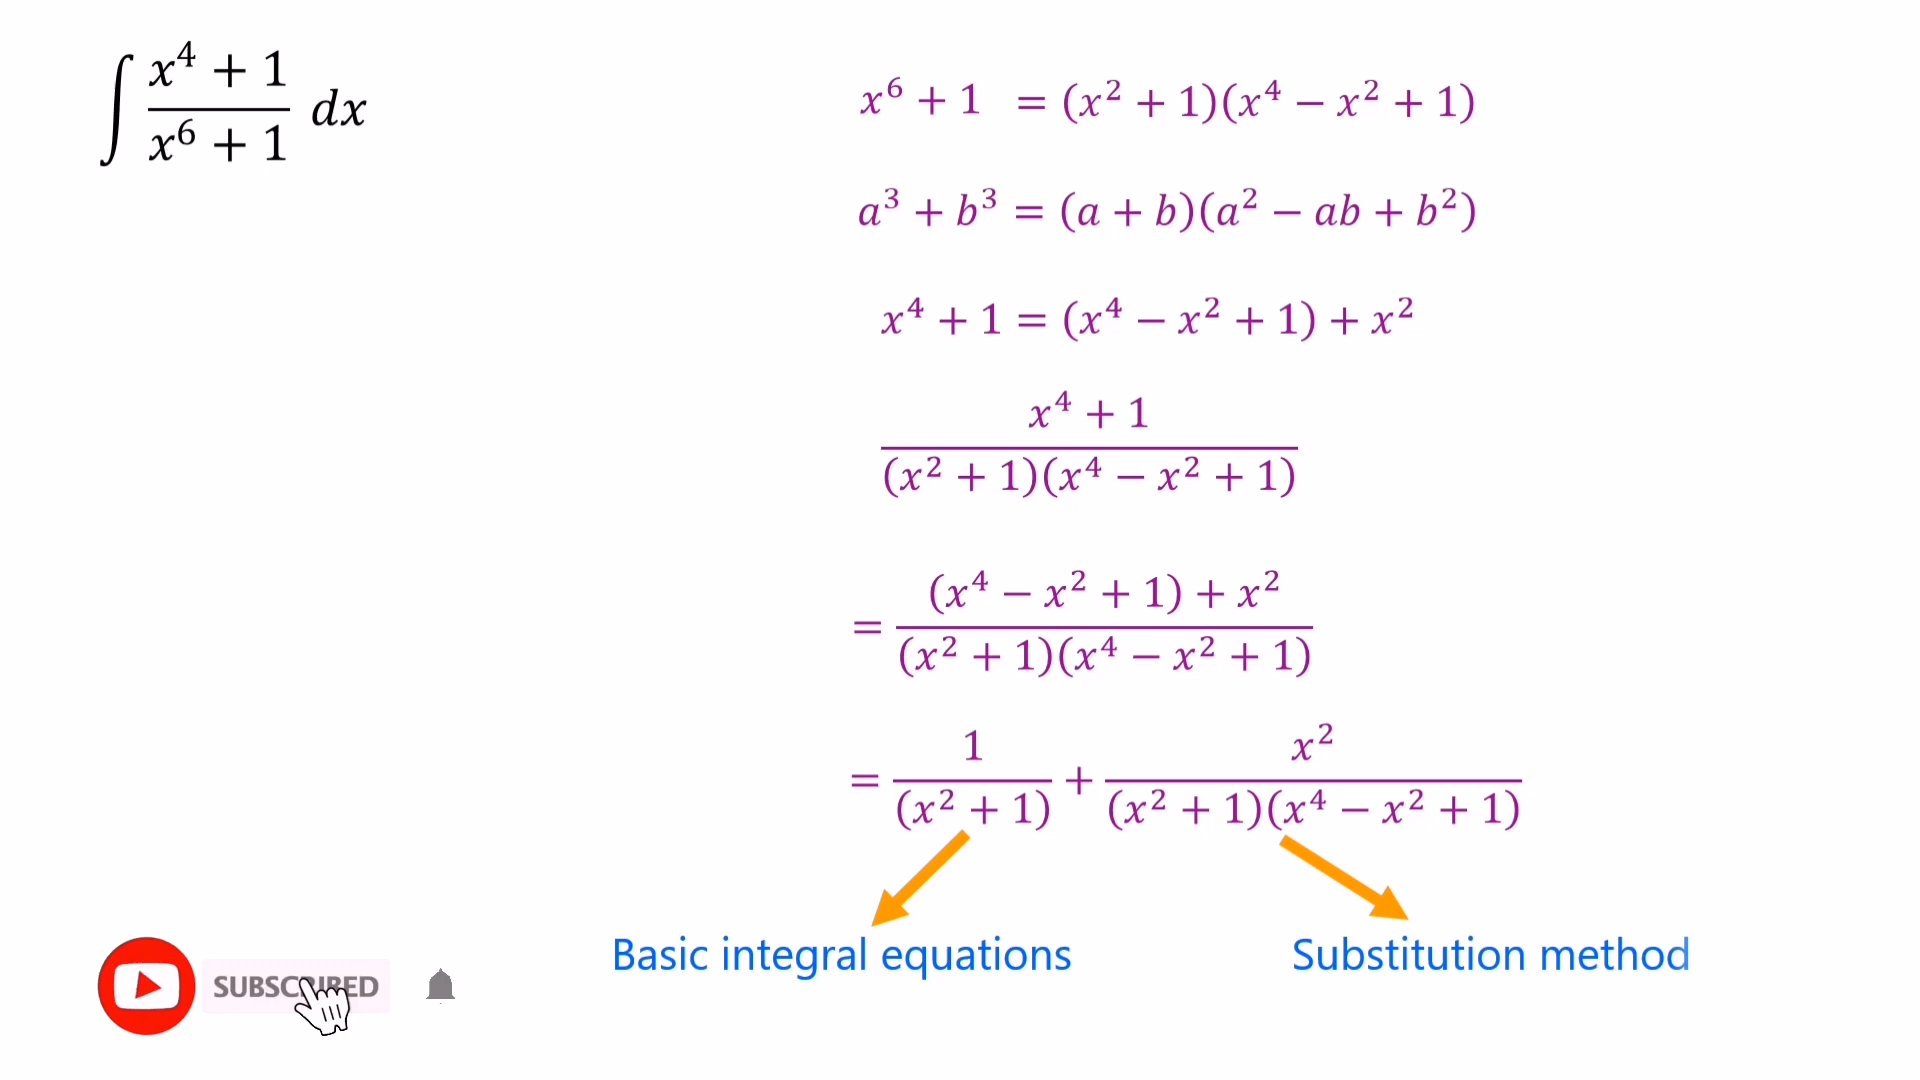 ∫ (x⁴ + 1)/(x⁶ + 1) dx
x⁶ + 1 = (x² + 1)(x⁴ − x² + 1)
a³ + b³ = (a + b)(a² − ab + b²)
x⁴ + 1 = (x⁴ − x² + 1) + x²
(x⁴ + 1)/((x² + 1)(x⁴ − x² + 1))
= ((x⁴ − x² + 1) + x²)/((x² + 1)(x⁴ − x² + 1))
= 1/(x² + 1) + x²/((x² + 1)(x⁴ − x² + 1))
Basic integral equations
Substitution method
SUBSCRIBED